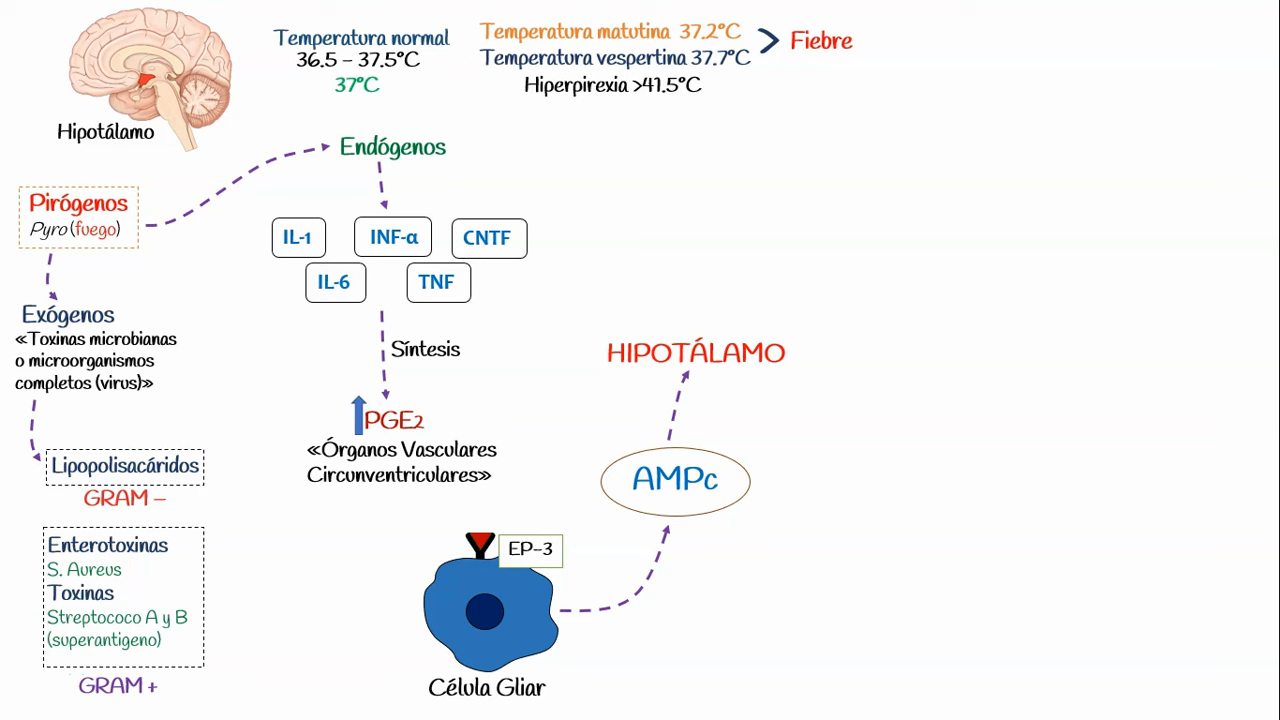 Temperatura normal
36.5 – 37.5°C
37°C
Temperatura matutina 37.2°C
Temperatura vespertina 37.7°C
> Fiebre
Hiperpirexia >41.5°C
Hipotálamo
Endógenos
Pirógenos
Pyro (fuego)
IL-1
INF-α
CNTF
IL-6
TNF
Exógenos
«Toxinas microbianas
o microorganismos
completos (virus)»
Síntesis
HIPOTÁLAMO
PGE2
«Órganos Vasculares
Circunventriculares»
Lipopolisacáridos
GRAM –
AMPc
Enterotoxinas
S. Aureus
Toxinas
Streptococo A y B
(superantigeno)
GRAM +
EP-3
Célula Gliar